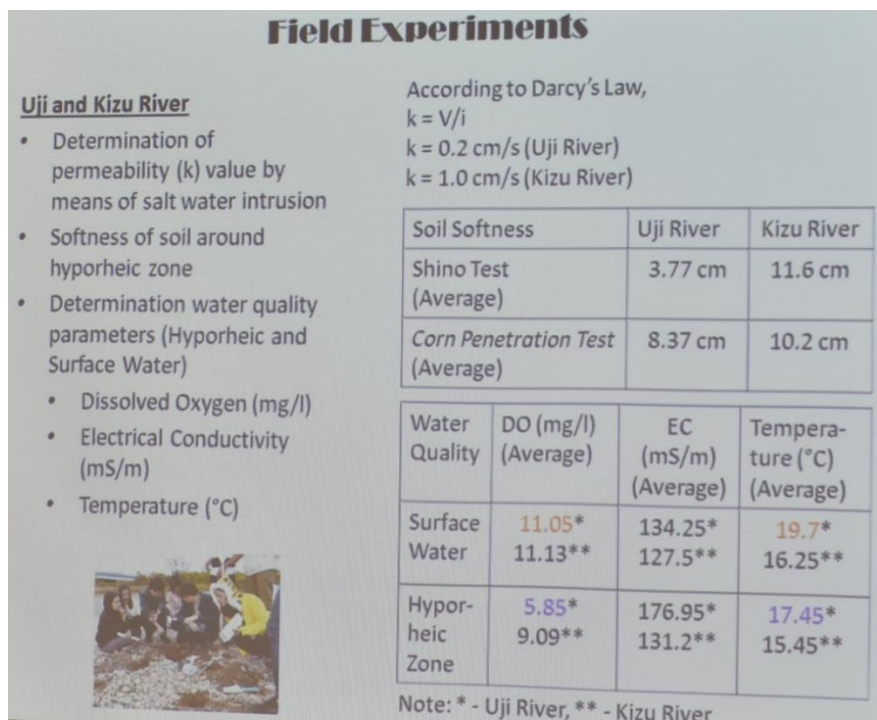 Field Experiments
Uji and Kizu River
• Determination of
permeability (k) value by
means of salt water intrusion
• Softness of soil around
hyporheic zone
• Determination water quality
parameters (Hyporheic and
Surface Water)
• Dissolved Oxygen (mg/l)
• Electrical Conductivity
(mS/m)
• Temperature (°C)
According to Darcy's Law,
k = V/i
k = 0.2 cm/s (Uji River)
k = 1.0 cm/s (Kizu River)
Soil Softness Uji River Kizu River
Shino Test 3.77 cm 11.6 cm
(Average)
Corn Penetration Test 8.37 cm 10.2 cm
(Average)
Water DO (mg/l) EC Tempera-
Quality (Average) (mS/m) ture (°C)
(Average) (Average)
Surface 11.05* 134.25* 19.7*
Water 11.13** 127.5** 16.25**
Hypor- 5.85* 176.95* 17.45*
heic 9.09** 131.2** 15.45**
Zone
Note: * - Uji River, ** - Kizu River